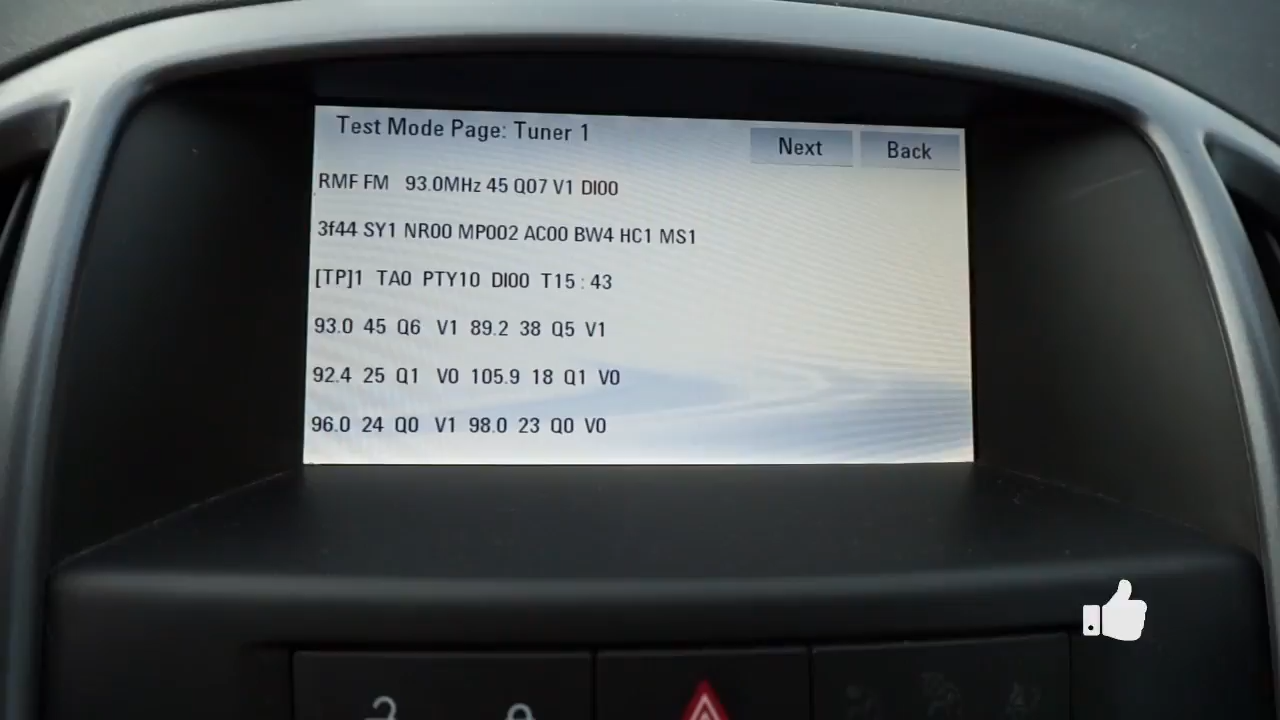 Test Mode Page: Tuner 1
Next
Back
RMF FM 93.0MHz 45 Q07 V1 DI00
3f44 SY1 NR00 MP002 AC00 BW4 HC1 MS1
[TP]1 TA0 PTY10 DI00 T15 : 43
93.0 45 Q6 V1 89.2 38 Q5 V1
92.4 25 Q1 V0 105.9 18 Q1 V0
96.0 24 Q0 V1 98.0 23 Q0 V0